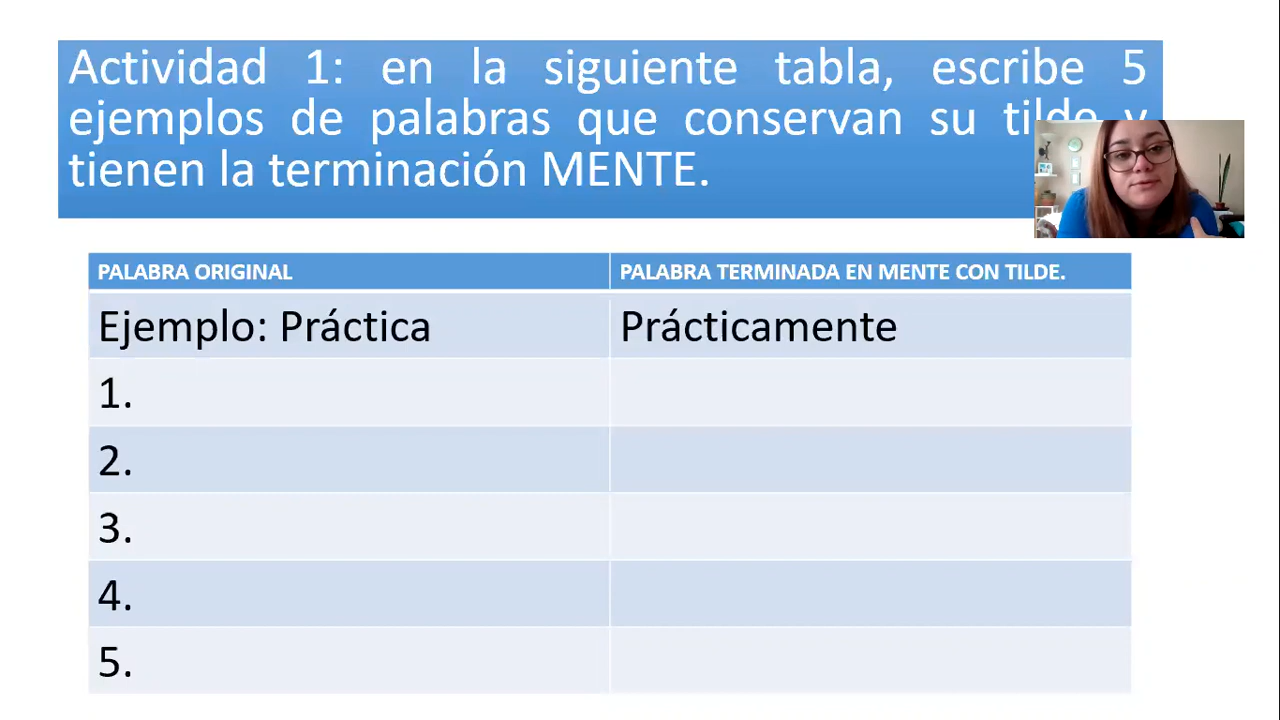 Actividad 1: en la siguiente tabla, escribe 5
ejemplos de palabras que conservan su tilde y
tienen la terminación MENTE.
PALABRA ORIGINAL
PALABRA TERMINADA EN MENTE CON TILDE.
Ejemplo: Práctica
Prácticamente
1.
2.
3.
4.
5.